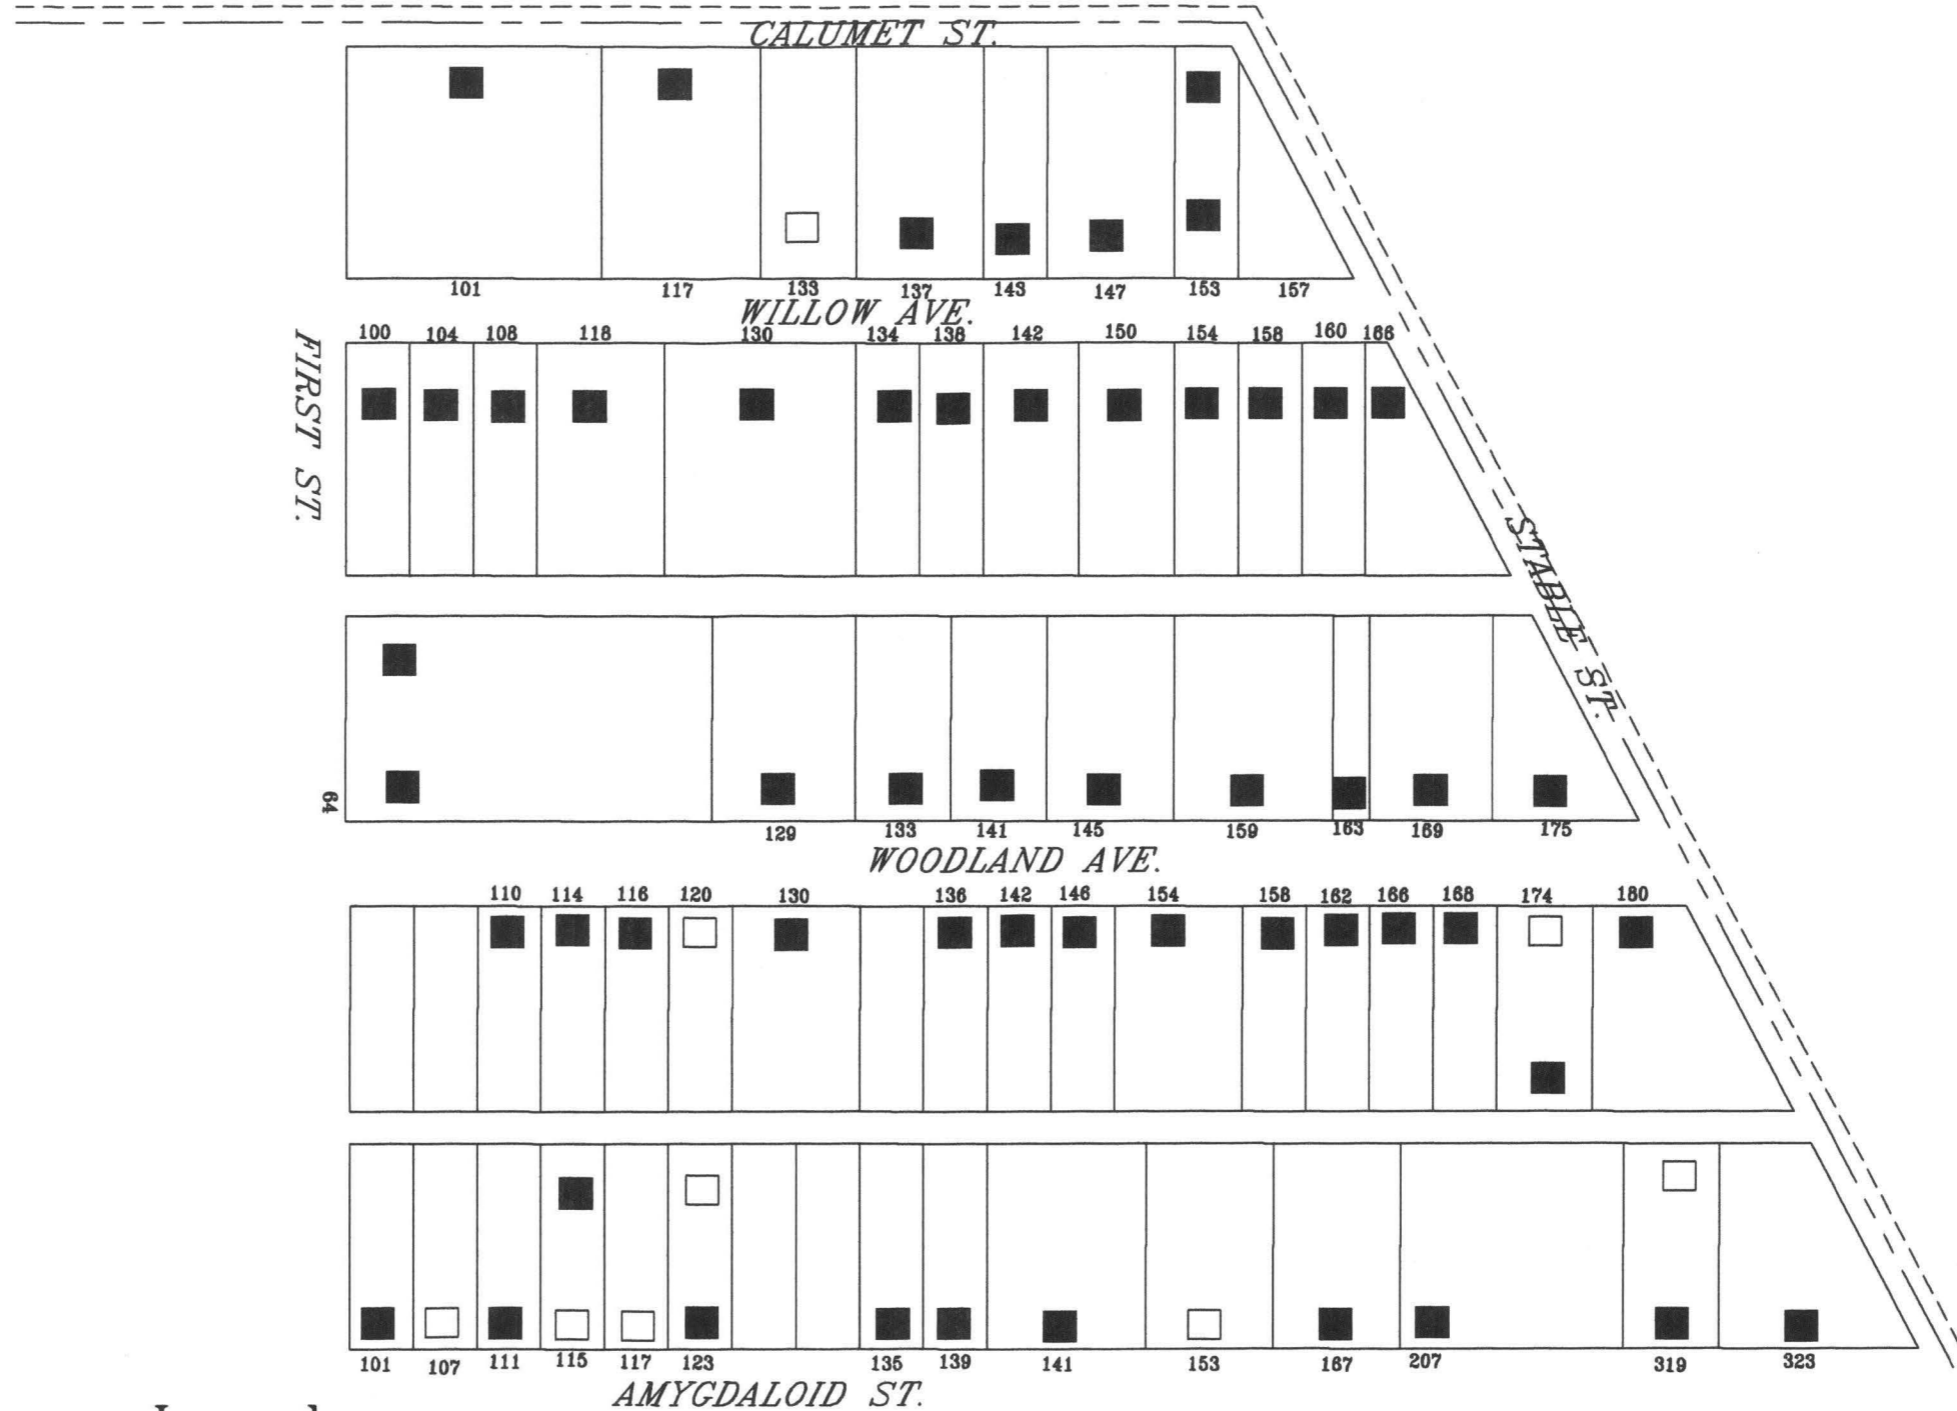 CALUMET ST.
101 117 133 137 143 147 153 157
WILLOW AVE.
100 104 108 118 130 134 138 142 150 154 158 160 166
FIRST ST.
STABLE ST.
64
129 133 141 145 159 163 169 175
WOODLAND AVE.
110 114 116 120 130 136 142 146 154 158 162 166 168 174 180
101 107 111 115 117 123 135 139 141 153 167 207 319 323
AMYGDALOID ST.